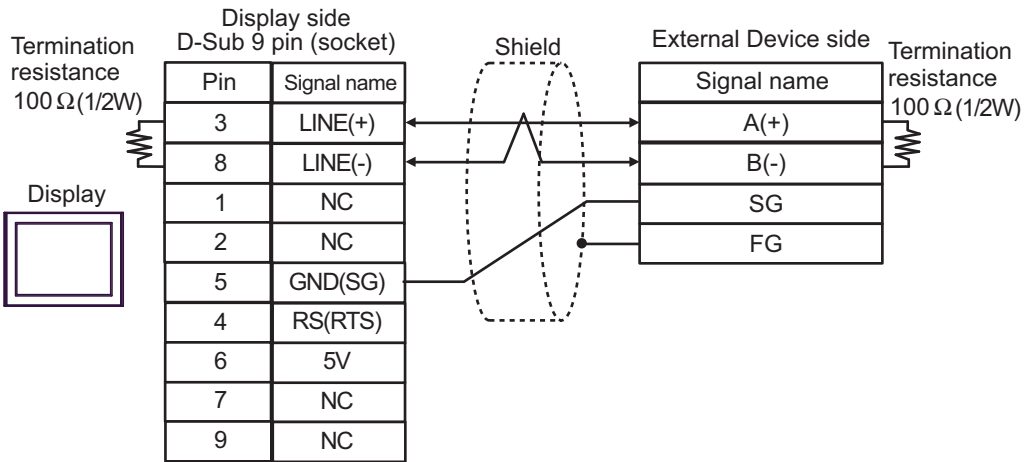 Display side
D-Sub 9 pin (socket)
Termination
resistance
100 Ω(1/2W)
Shield
External Device side
Termination
resistance
100 Ω(1/2W)
Pin Signal name
3 LINE(+)
8 LINE(-)
1 NC
2 NC
5 GND(SG)
4 RS(RTS)
6 5V
7 NC
9 NC
Signal name
A(+)
B(-)
SG
FG
Display